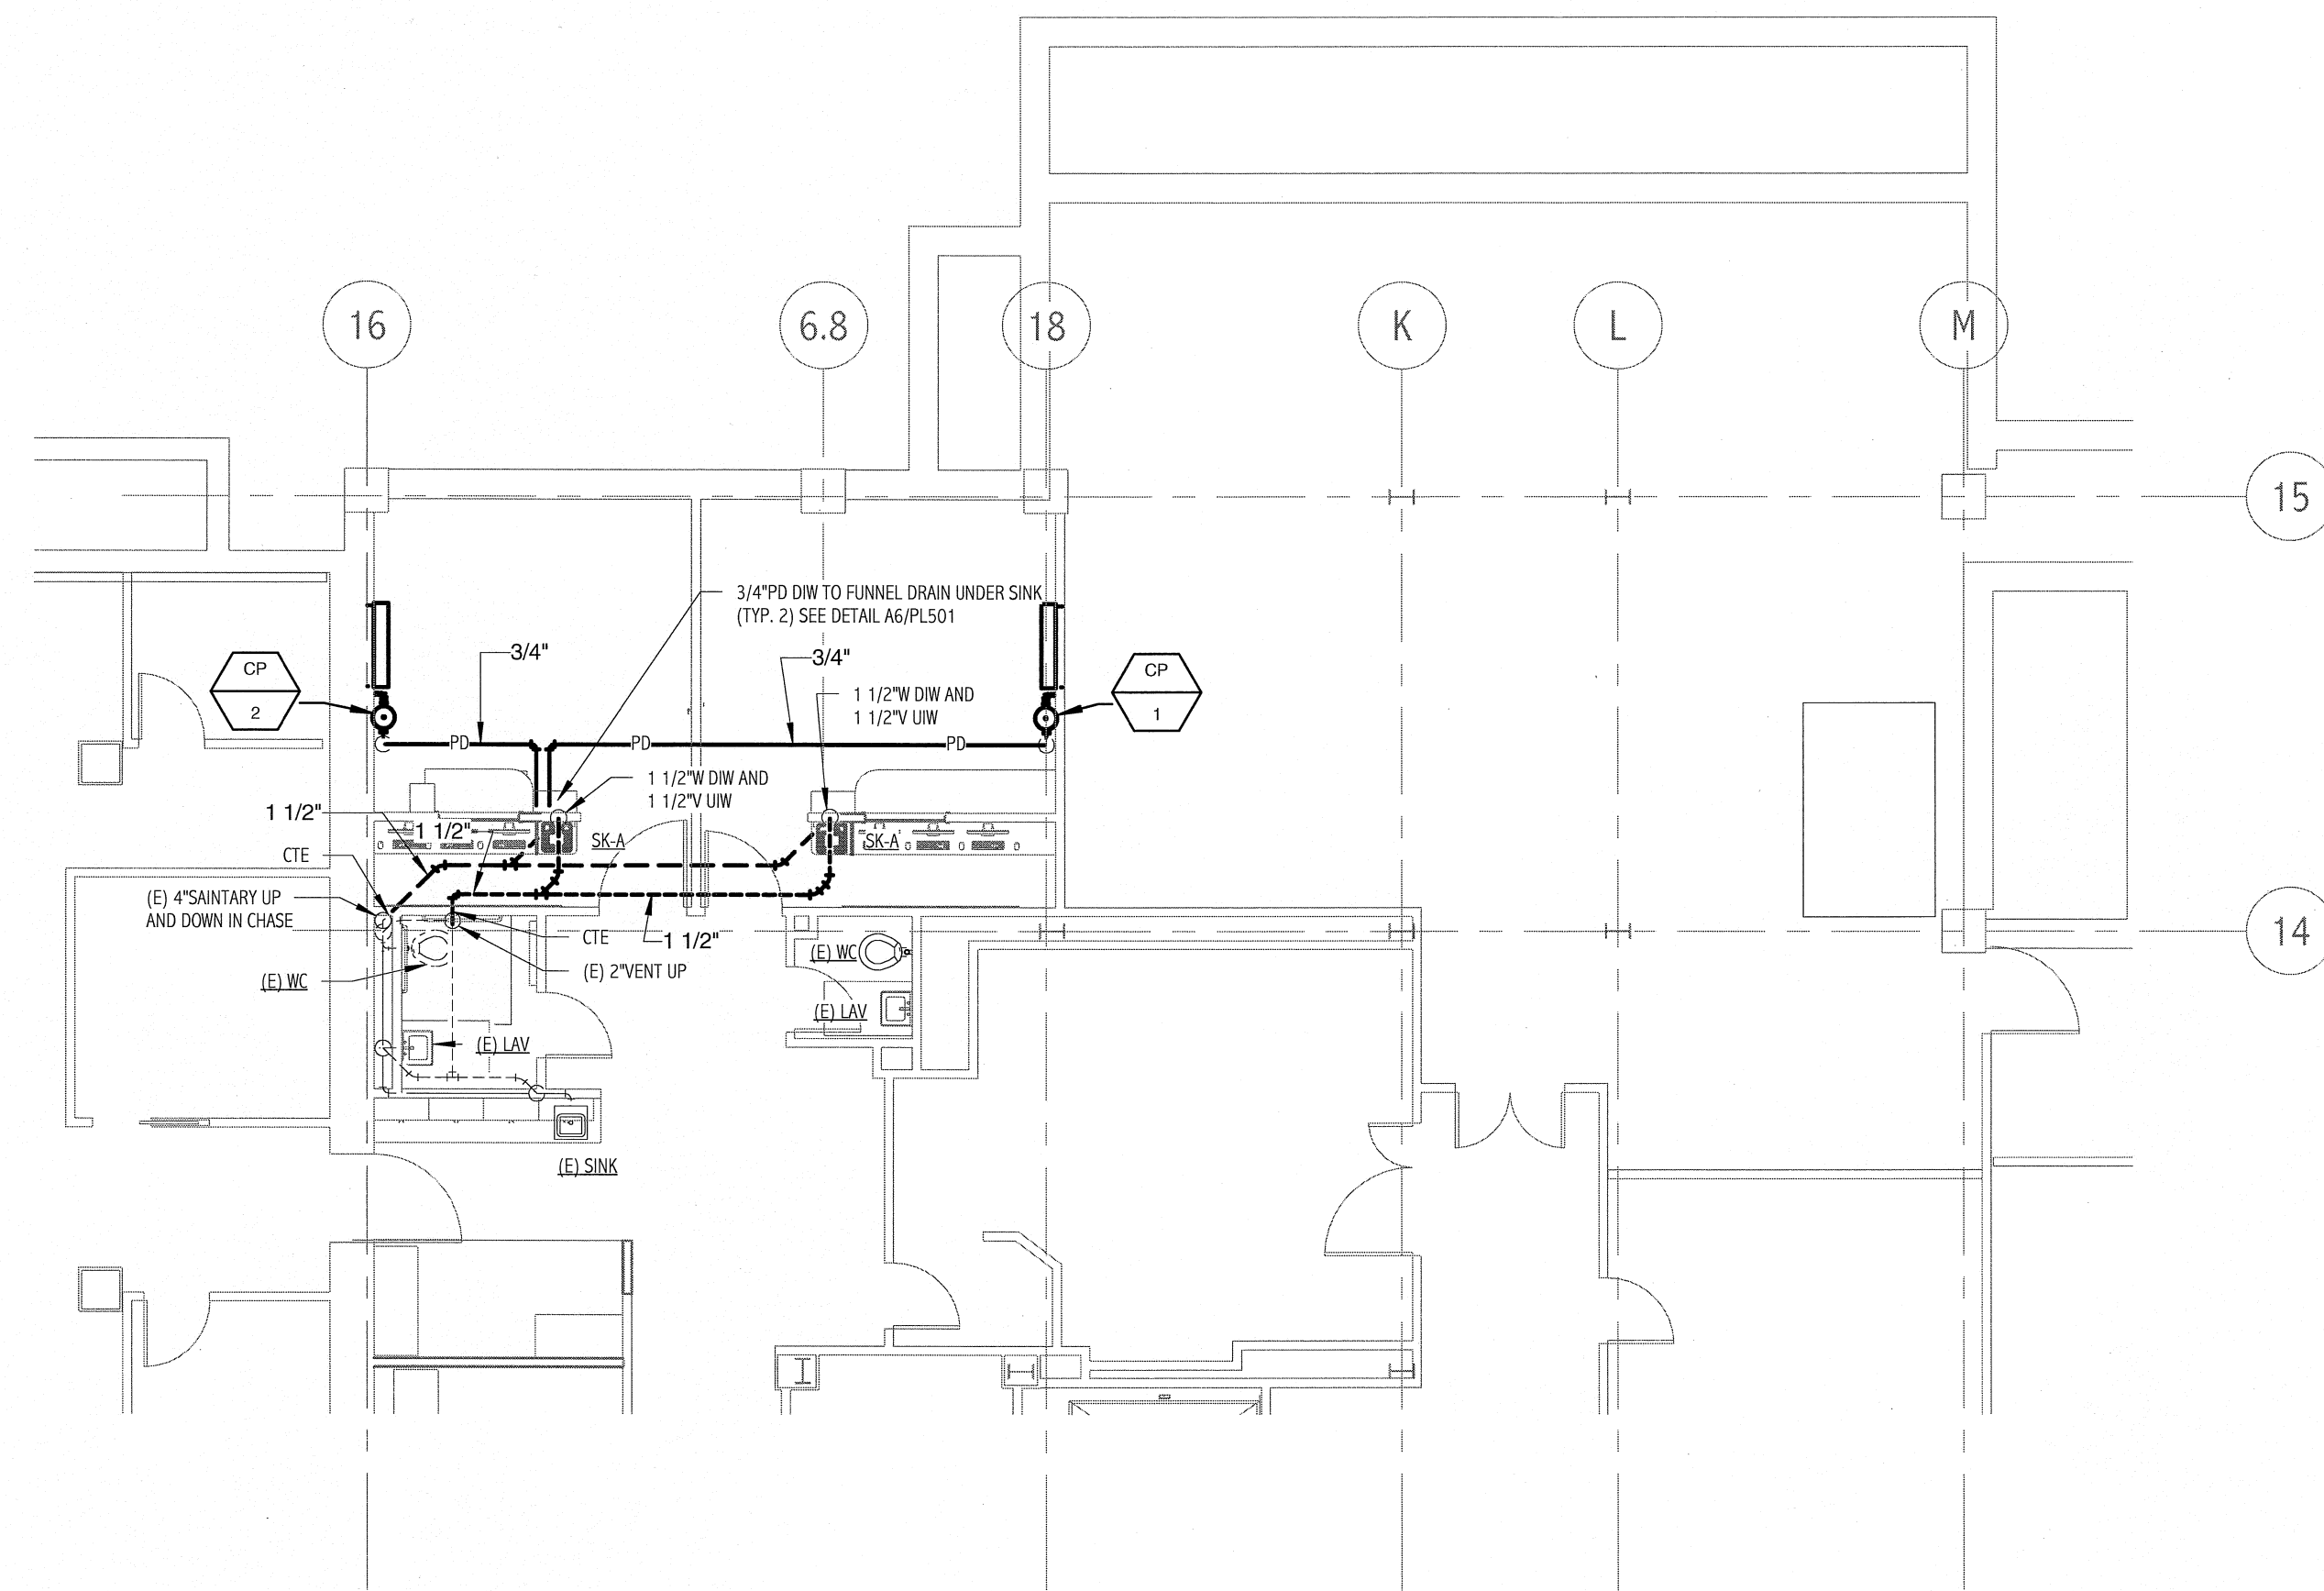 16
6.8
18
K
L
M
15
3/4"PD DIW TO FUNNEL DRAIN UNDER SINK
(TYP. 2) SEE DETAIL A6/PL501
3/4"
3/4"
CP
2
CP
1
1 1/2"W DIW AND
1 1/2"V UIW
PD
PD
PD
1 1/2"W DIW AND
1 1/2"V UIW
1 1/2"
1 1/2"
SK-A
SK-A
CTE
(E) 4"SAINTARY UP
AND DOWN IN CHASE
CTE
1 1/2"
14
(E) WC
(E) 2"VENT UP
(E) WC
(E) LAV
(E) LAV
(E) SINK